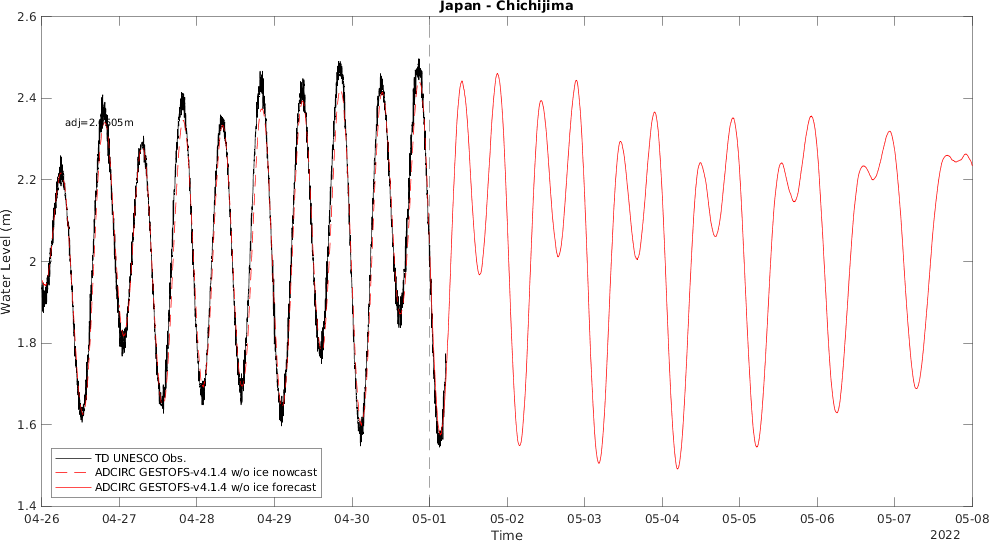 Japan - Chichijima
2.6
2.4
2.2
2
1.8
1.6
1.4
Water Level (m)
TD UNESCO Obs.
ADCIRC GESTOFS-v4.1.4 w/o ice nowcast
ADCIRC GESTOFS-v4.1.4 w/o ice forecast
04-26 04-27 04-28 04-29 04-30 05-01 05-02 05-03 05-04 05-05 05-06 05-07 05-08
Time
2022